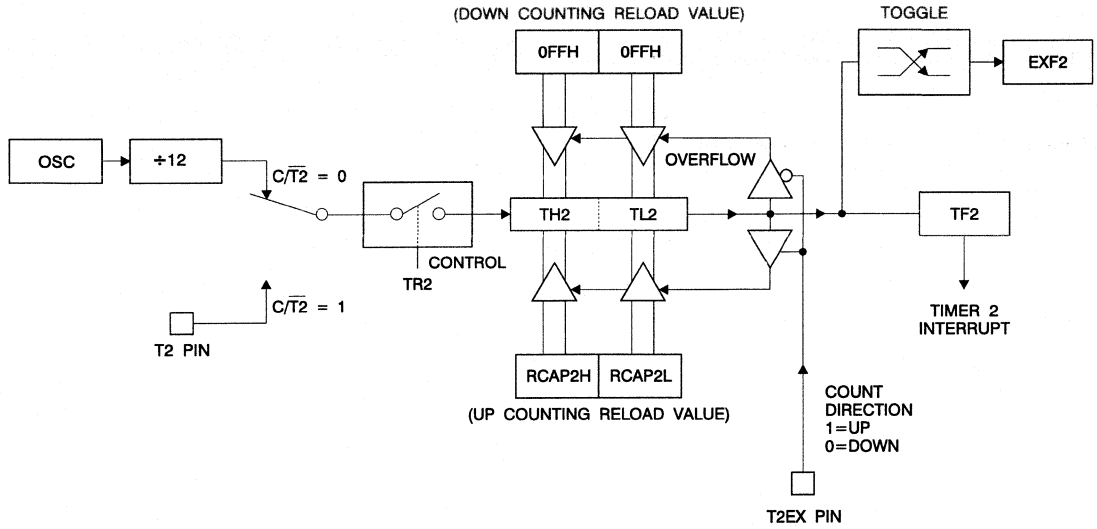 (DOWN COUNTING RELOAD VALUE)
TOGGLE
0FFH
0FFH
EXF2
OVERFLOW
OSC
÷12
C/T2̅ = 0
TH2
TL2
TF2
CONTROL
TR2
C/T2̅ = 1
T2 PIN
TIMER 2
INTERRUPT
RCAP2H
RCAP2L
(UP COUNTING RELOAD VALUE)
COUNT
DIRECTION
1=UP
0=DOWN
T2EX PIN